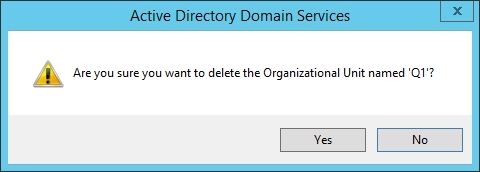 Active Directory Domain Services
x
Are you sure you want to delete the Organizational Unit named 'Q1'?
Yes No